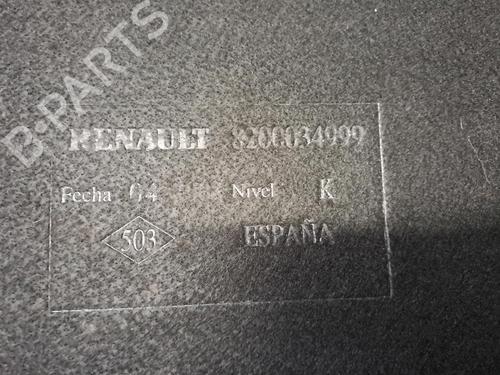 B-PARTS
RENAULT 8200034999
Fecha 04 Nivel K
503 ESPAÑA